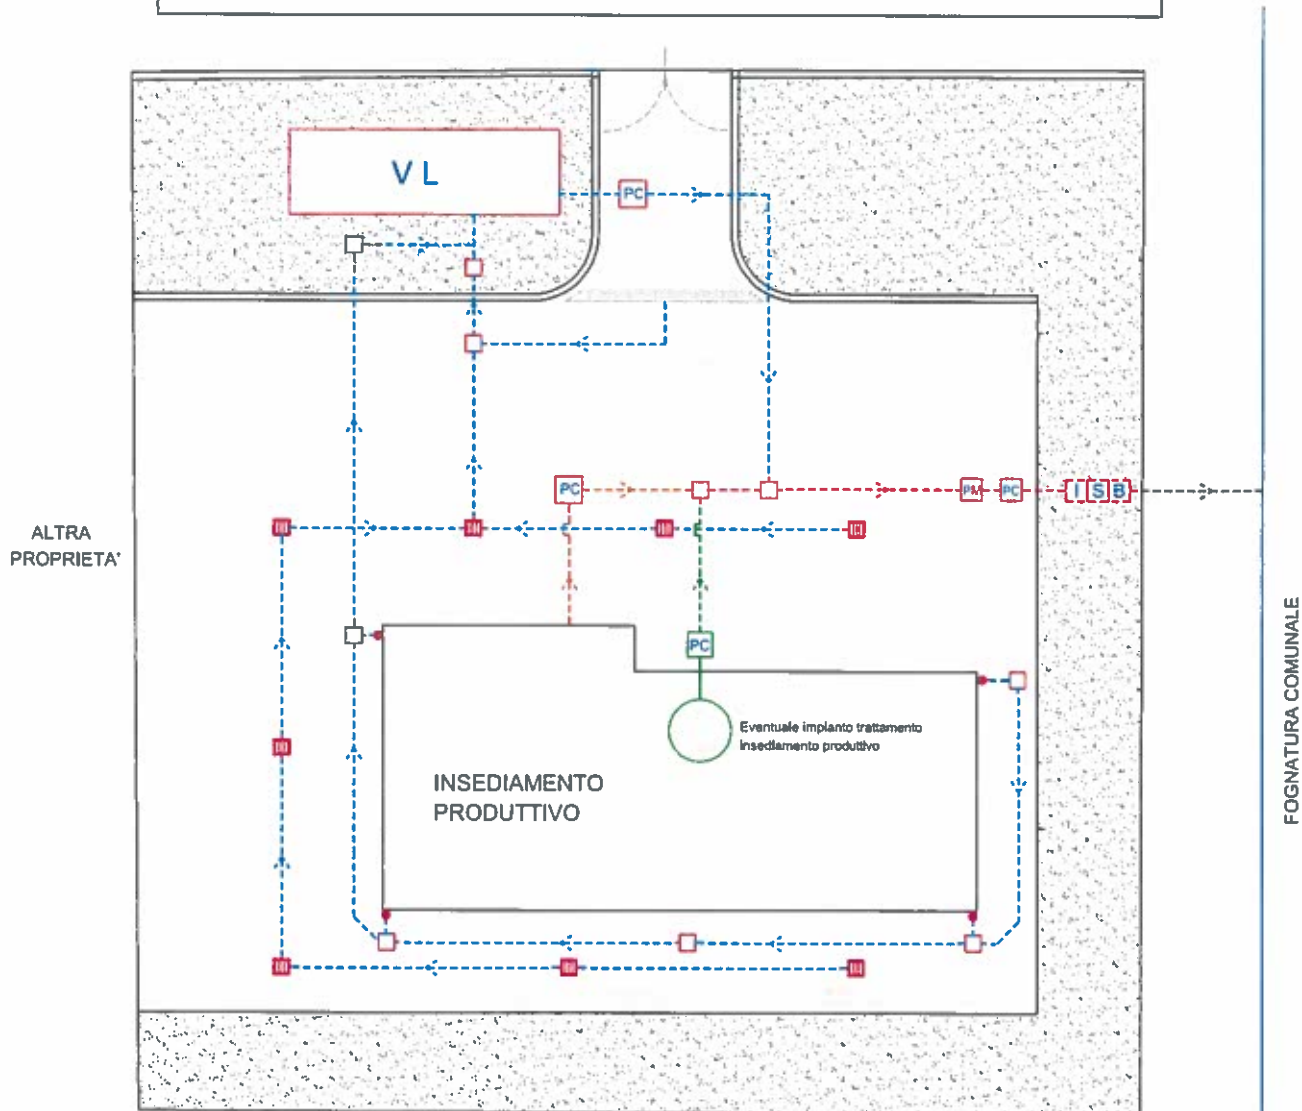 V L
PC
PC
PM
PC
I S B
ALTRA
PROPRIETA'
PC
Eventuale impianto trattamento
insediamento produttivo
INSEDIAMENTO
PRODUTTIVO
FOGNATURA COMUNALE